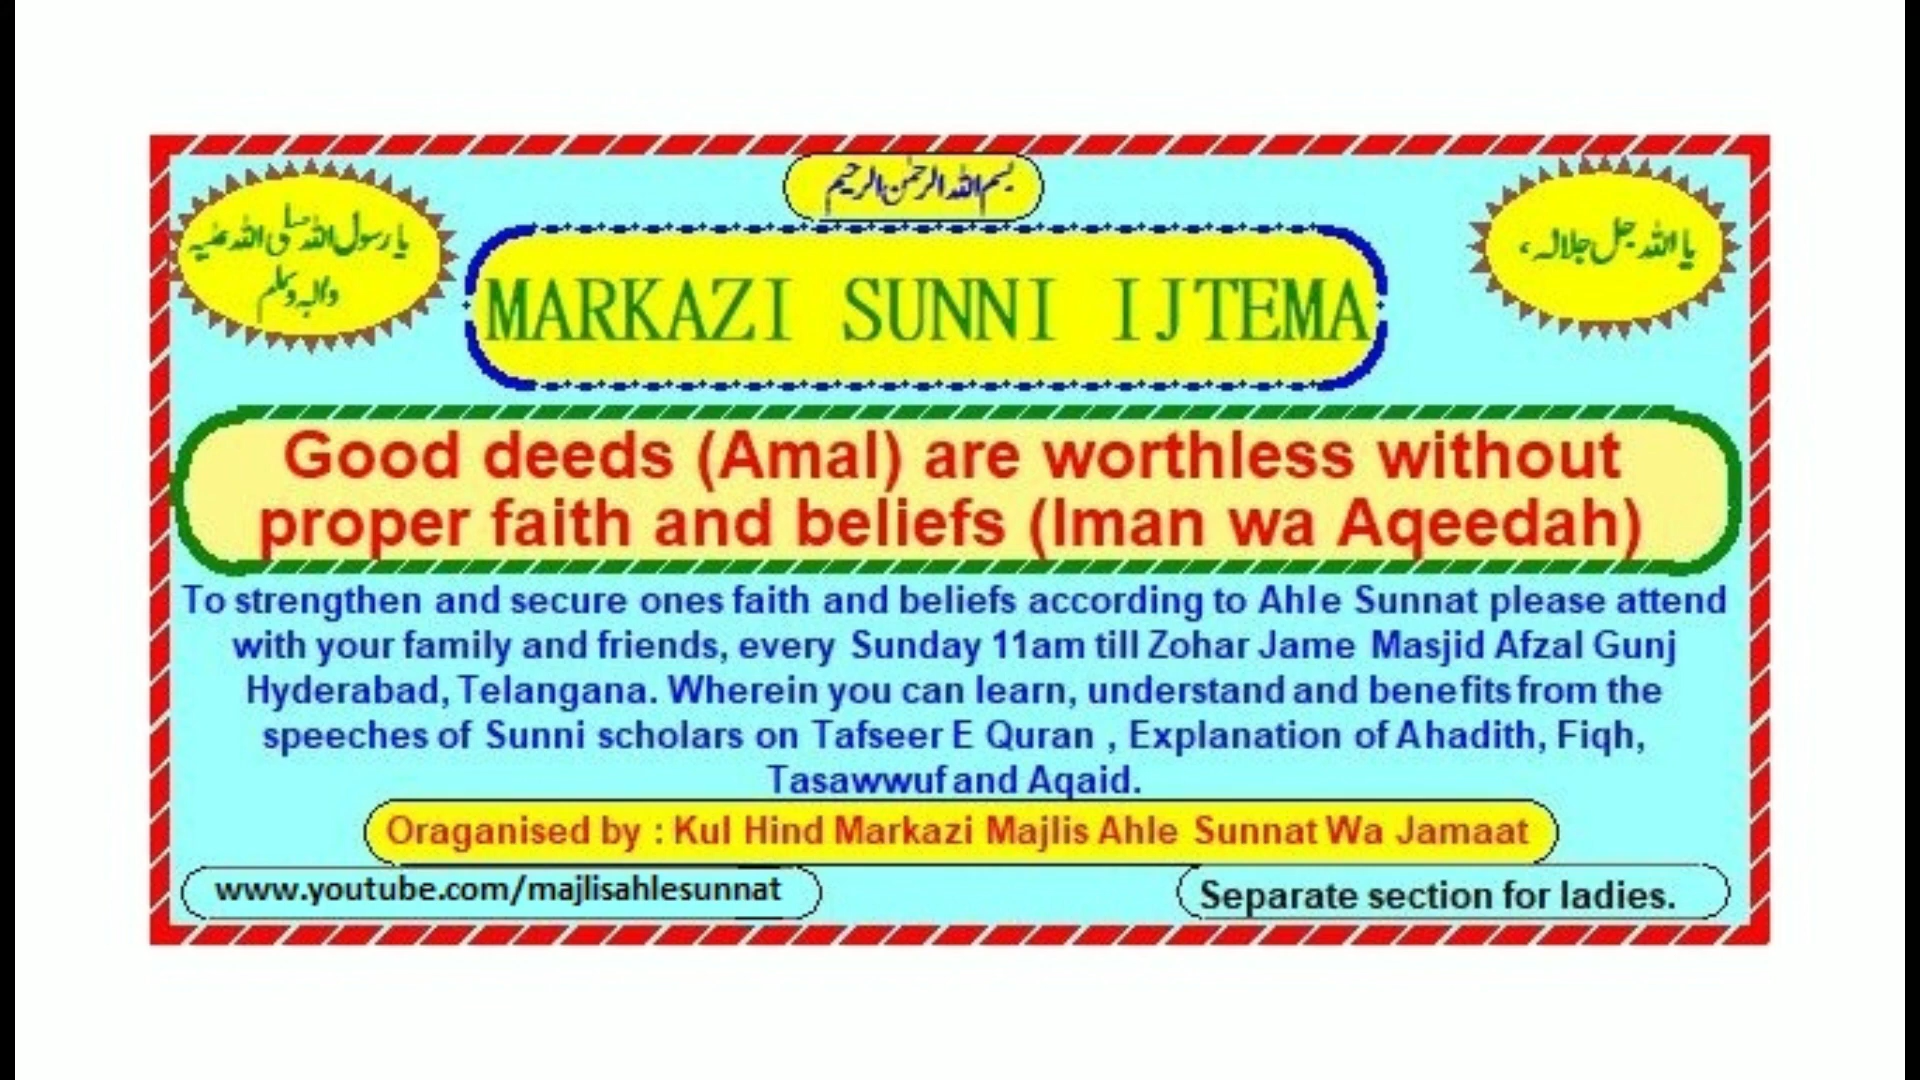 بسم اللہ الرحمٰن الرحیم
یا اللہ جل جلالہ،
یا رسول اللہ صلی اللہ علیہ
والہ وسلم
MARKAZI SUNNI IJTEMA
Good deeds (Amal) are worthless without
proper faith and beliefs (Iman wa Aqeedah)
To strengthen and secure ones faith and beliefs according to Ahle Sunnat please attend
with your family and friends, every Sunday 11am till Zohar Jame Masjid Afzal Gunj
Hyderabad, Telangana. Wherein you can learn, understand and benefits from the
speeches of Sunni scholars on Tafseer E Quran , Explanation of Ahadith, Fiqh,
Tasawwuf and Aqaid.
Oraganised by : Kul Hind Markazi Majlis Ahle Sunnat Wa Jamaat
www.youtube.com/majlisahlesunnat
Separate section for ladies.